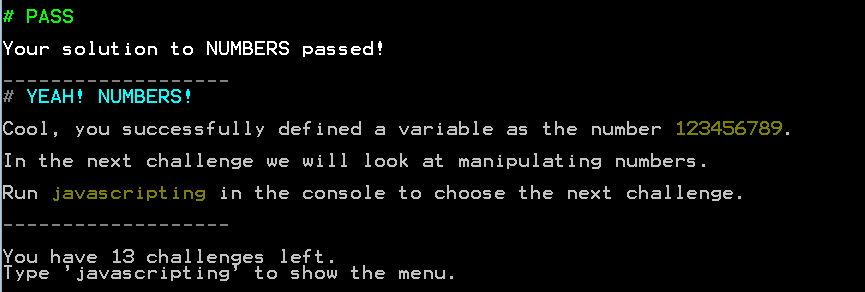 # PASS
Your solution to NUMBERS passed!
-------------------
# YEAH! NUMBERS!
Cool, you successfully defined a variable as the number 123456789.
In the next challenge we will look at manipulating numbers.
Run javascripting in the console to choose the next challenge.
-------------------
You have 13 challenges left.
Type 'javascripting' to show the menu.